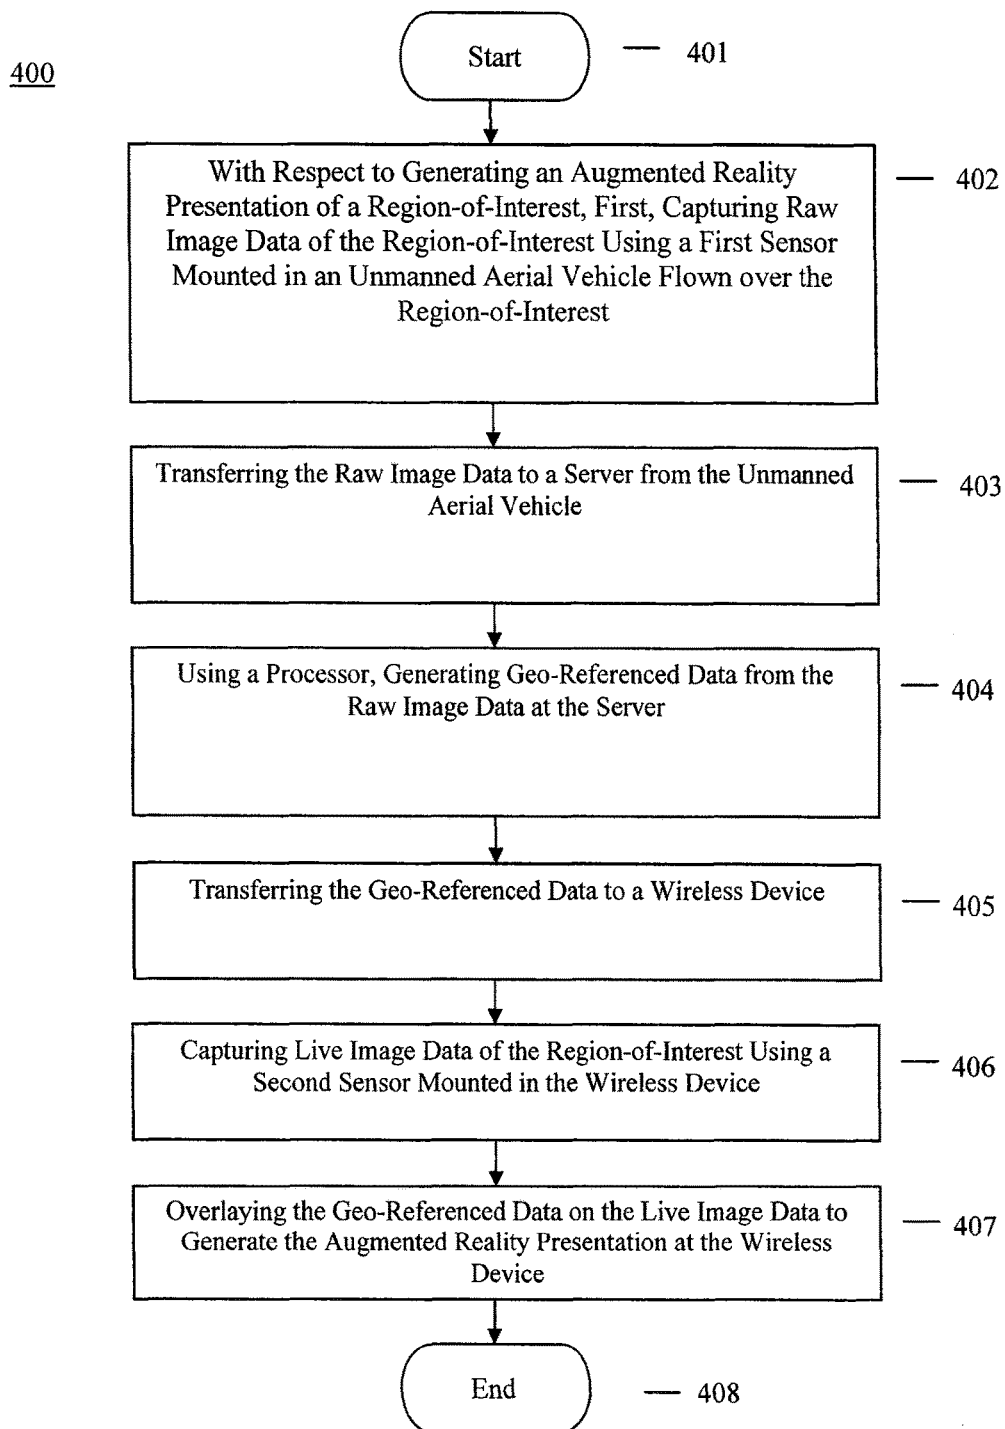 400
Start
401
With Respect to Generating an Augmented Reality
Presentation of a Region-of-Interest, First, Capturing Raw
Image Data of the Region-of-Interest Using a First Sensor
Mounted in an Unmanned Aerial Vehicle Flown over the
Region-of-Interest
402
Transferring the Raw Image Data to a Server from the Unmanned
Aerial Vehicle
403
Using a Processor, Generating Geo-Referenced Data from the
Raw Image Data at the Server
404
Transferring the Geo-Referenced Data to a Wireless Device
405
Capturing Live Image Data of the Region-of-Interest Using a
Second Sensor Mounted in the Wireless Device
406
Overlaying the Geo-Referenced Data on the Live Image Data to
Generate the Augmented Reality Presentation at the Wireless
Device
407
End
408